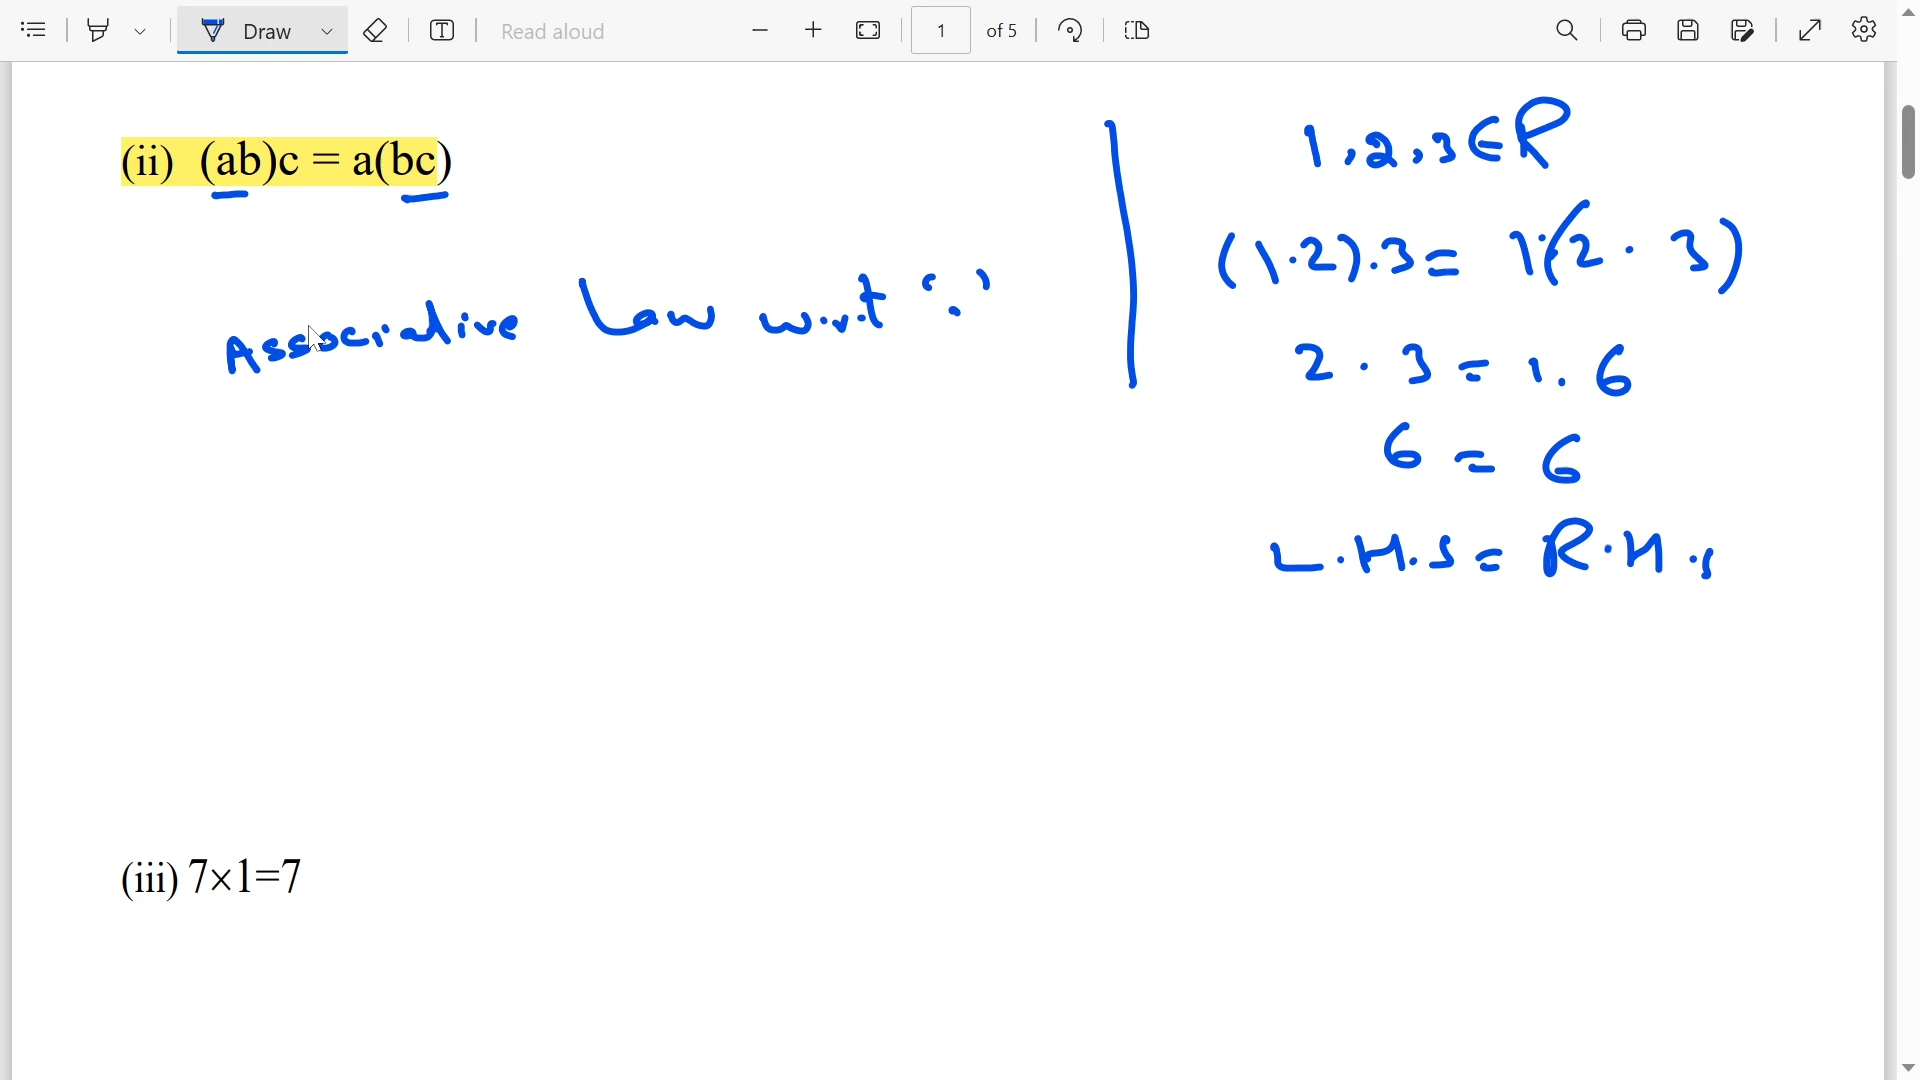 Draw
Read aloud
1 of 5
(ii) (ab)c = a(bc)
Associative Law w.r.t '.'
1,2,3∈R
(1·2)·3= 1·(2·3)
2·3=1.6
6=6
L.H.S=R.H.s
(iii) 7×1=7